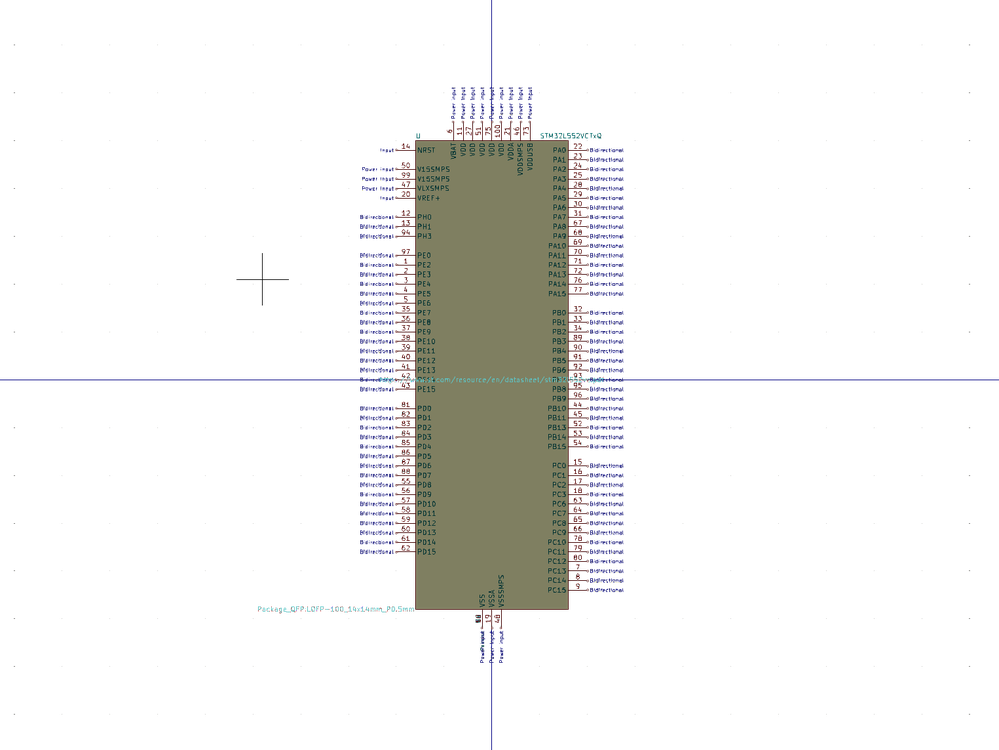 Power input Power input Power input Power input Power input Power input Power input Power input Power input
6 11 27 51 75 100 21 46 73
U STM32L552VCTxQ
VBAT VDD VDD VDD VDD VDD VDDA VDDSMPS VDDUSB
Input 14 NRST PA0 22 Bidirectional
PA1 23 Bidirectional
Power input 50 V15SMPS PA2 24 Bidirectional
Power input 99 V15SMPS PA3 25 Bidirectional
Power input 47 VLXSMPS PA4 28 Bidirectional
Input 20 VREF+ PA5 29 Bidirectional
PA6 30 Bidirectional
Bidirectional 12 PH0 PA7 31 Bidirectional
Bidirectional 13 PH1 PA8 67 Bidirectional
Bidirectional 94 PH3 PA9 68 Bidirectional
PA10 69 Bidirectional
Bidirectional 97 PE0 PA11 70 Bidirectional
Bidirectional 1 PE2 PA12 71 Bidirectional
Bidirectional 2 PE3 PA13 72 Bidirectional
Bidirectional 3 PE4 PA14 76 Bidirectional
Bidirectional 4 PE5 PA15 77 Bidirectional
Bidirectional 5 PE6
Bidirectional 35 PE7 PB0 32 Bidirectional
Bidirectional 36 PE8 PB1 33 Bidirectional
Bidirectional 37 PE9 PB2 34 Bidirectional
Bidirectional 38 PE10 PB3 89 Bidirectional
Bidirectional 39 PE11 PB4 90 Bidirectional
Bidirectional 40 PE12 PB5 91 Bidirectional
Bidirectional 41 PE13 PB6 92 Bidirectional
Bidirectional 42 93 Bidirectional
Bidirectional 43 PE15 PB8 95 Bidirectional
PB9 96 Bidirectional
Bidirectional 81 PD0 PB10 44 Bidirectional
Bidirectional 82 PD1 PB11 45 Bidirectional
Bidirectional 83 PD2 PB13 52 Bidirectional
Bidirectional 84 PD3 PB14 53 Bidirectional
Bidirectional 85 PD4 PB15 54 Bidirectional
Bidirectional 86 PD5
Bidirectional 87 PD6 PC0 15 Bidirectional
Bidirectional 88 PD7 PC1 16 Bidirectional
Bidirectional 55 PD8 PC2 17 Bidirectional
Bidirectional 56 PD9 PC3 18 Bidirectional
Bidirectional 57 PD10 PC6 63 Bidirectional
Bidirectional 58 PD11 PC7 64 Bidirectional
Bidirectional 59 PD12 PC8 65 Bidirectional
Bidirectional 60 PD13 PC9 66 Bidirectional
Bidirectional 61 PD14 PC10 78 Bidirectional
Bidirectional 62 PD15 PC11 79 Bidirectional
PC12 80 Bidirectional
PC13 7 Bidirectional
PC14 8 Bidirectional
PC15 9 Bidirectional
VSS VSSA VSSSMPS
Package_QFP:LQFP-100_14x14mm_P0.5mm
19 48
Power input Power input